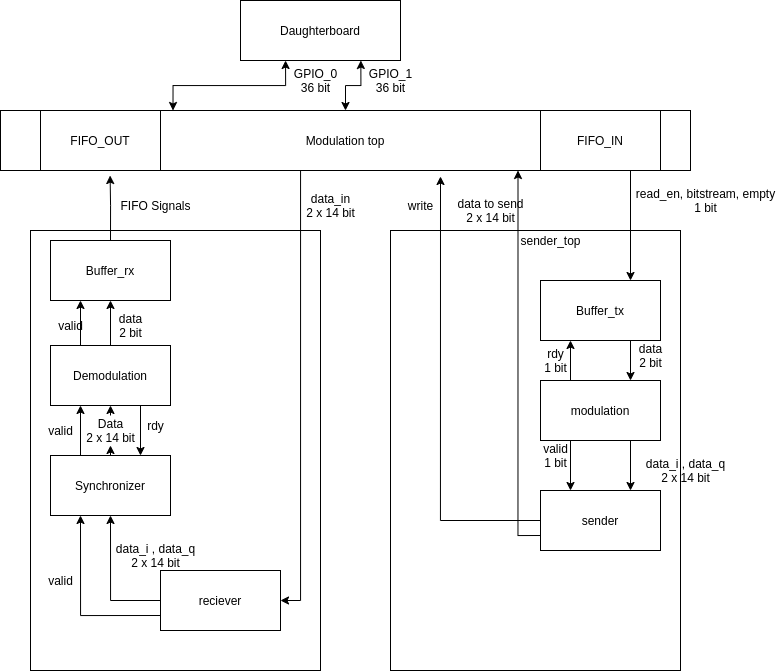 Daughterboard
GPIO_0
36 bit
GPIO_1
36 bit
FIFO_OUT
Modulation top
FIFO_IN
FIFO Signals
data_in
2 x 14 bit
write
data to send
2 x 14 bit
read_en, bitstream, empty
1 bit
sender_top
Buffer_rx
valid
data
2 bit
Demodulation
valid
Data
2 x 14 bit
rdy
Synchronizer
data_i , data_q
2 x 14 bit
valid
reciever
Buffer_tx
rdy
1 bit
data
2 bit
modulation
valid
1 bit
data_i , data_q
2 x 14 bit
sender